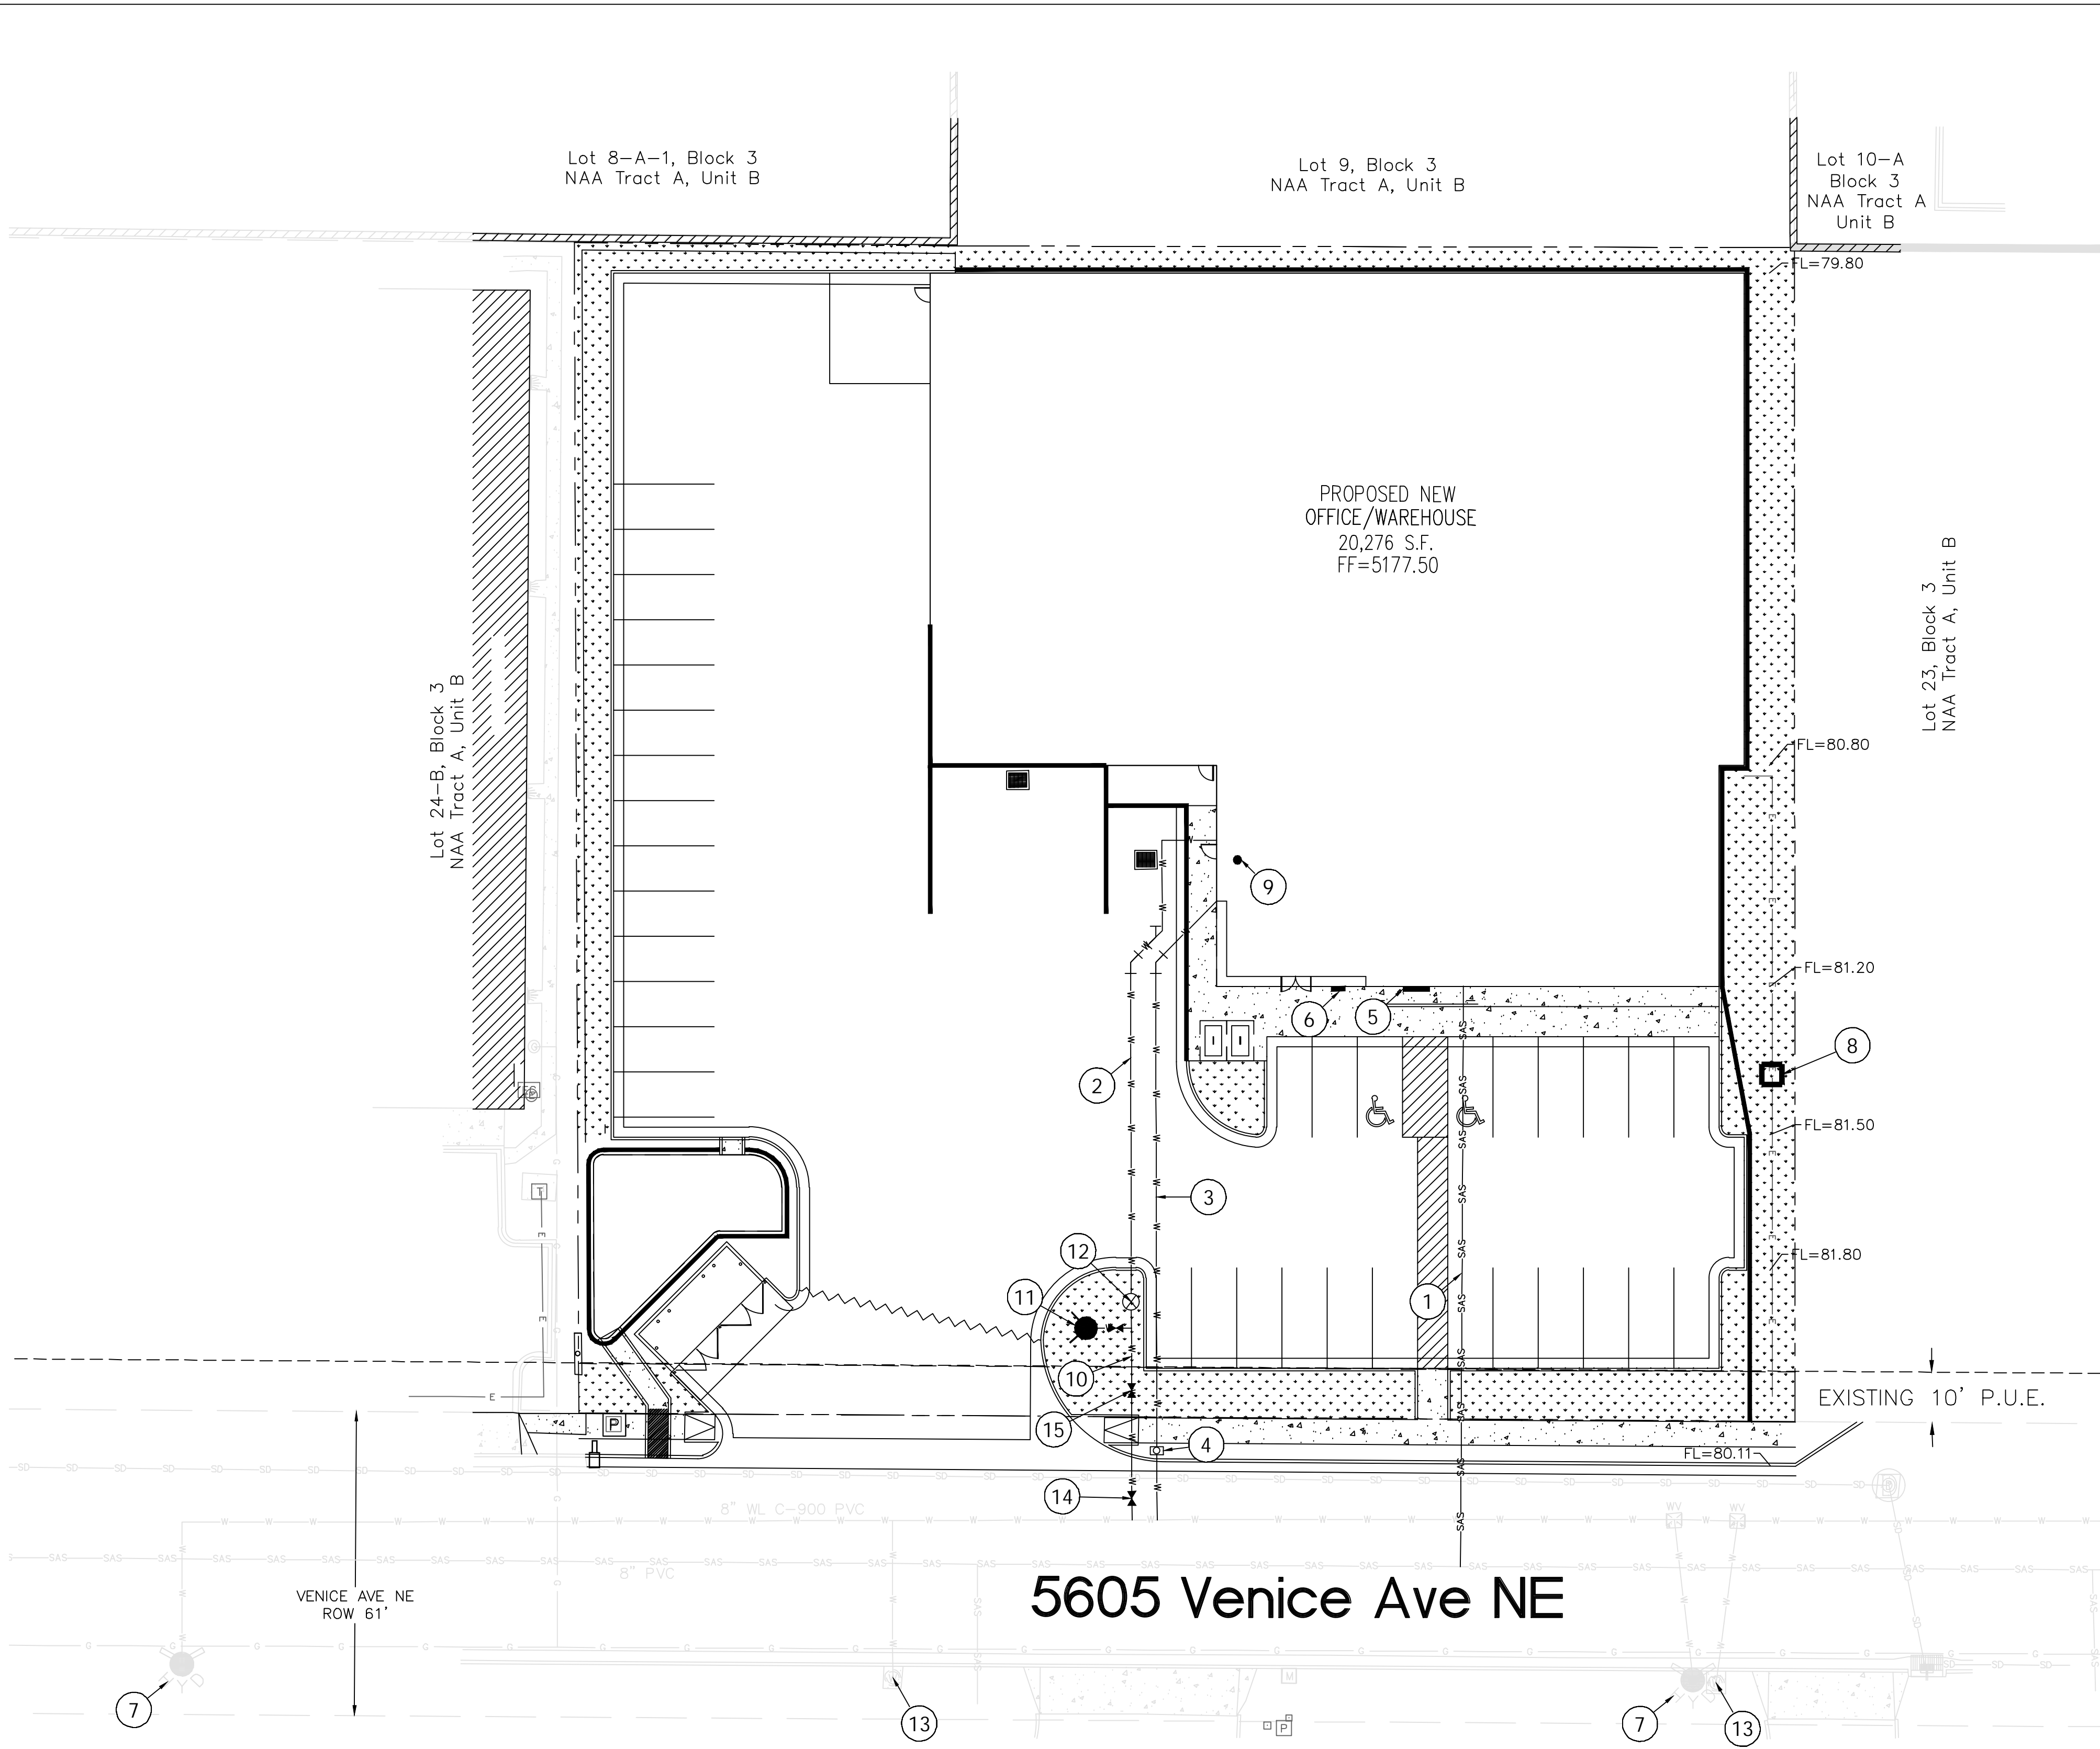 Lot 8-A-1, Block 3
NAA Tract A, Unit B
Lot 9, Block 3
NAA Tract A, Unit B
Lot 10-A
Block 3
NAA Tract A
Unit B
FL=79.80
PROPOSED NEW
OFFICE/WAREHOUSE
20,276 S.F.
FF=5177.50
Lot 24-B, Block 3
NAA Tract A, Unit B
Lot 23, Block 3
NAA Tract A, Unit B
FL=80.80
9
FL=81.20
6
5
8
2
FL=81.50
T
3
12
FL=81.80
11
1
10
EXISTING 10' P.U.E.
15
P
4
FL=80.11
14
8" WL C-900 PVC
WV
WV
8" PVC
VENICE AVE NE
ROW 61'
5605 Venice Ave NE
SAS
SD
W
G
E
M
P
7
13
7
13